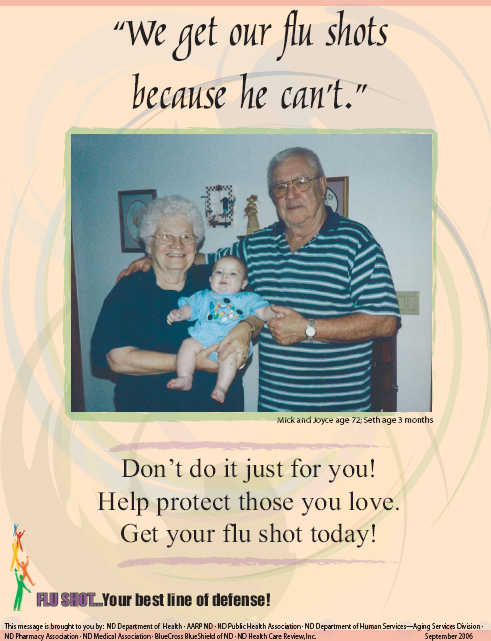 “We get our flu shots
because he can’t.”
Mick and Joyce age 72; Seth age 3 months
Don’t do it just for you!
Help protect those you love.
Get your flu shot today!
FLU SHOT...Your best line of defense!
This message is brought to you by: ND Department of Health · AARP ND · ND Public Health Association · ND Department of Human Services—Aging Services Division ·
ND Pharmacy Association · ND Medical Association · BlueCross BlueShield of ND · ND Health Care Review, Inc. September 2006